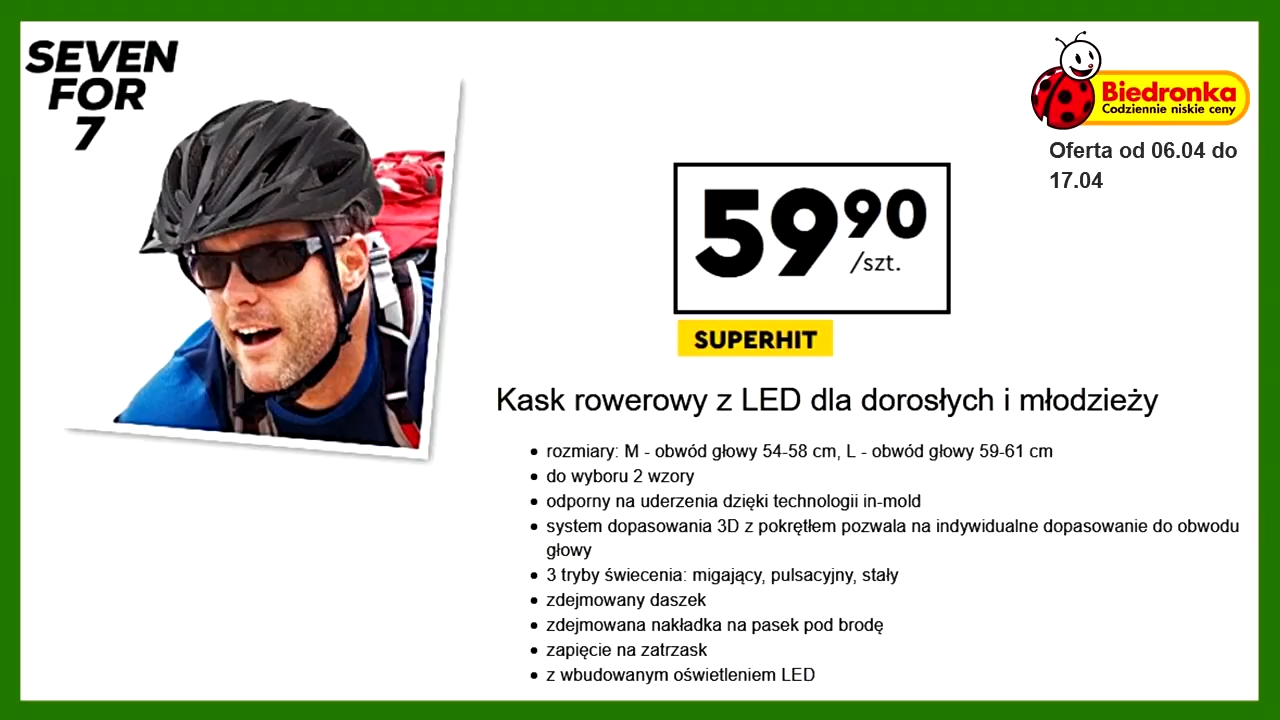 SEVEN
FOR
7
Biedronka
Codziennie niskie ceny
Oferta od 06.04 do
17.04
59 90
/szt.
SUPERHIT
Kask rowerowy z LED dla dorosłych i młodzieży
• rozmiary: M - obwód głowy 54-58 cm, L - obwód głowy 59-61 cm
• do wyboru 2 wzory
• odporny na uderzenia dzięki technologii in-mold
• system dopasowania 3D z pokrętłem pozwala na indywidualne dopasowanie do obwodu
głowy
• 3 tryby świecenia: migający, pulsacyjny, stały
• zdejmowany daszek
• zdejmowana nakładka na pasek pod brodę
• zapięcie na zatrzask
• z wbudowanym oświetleniem LED